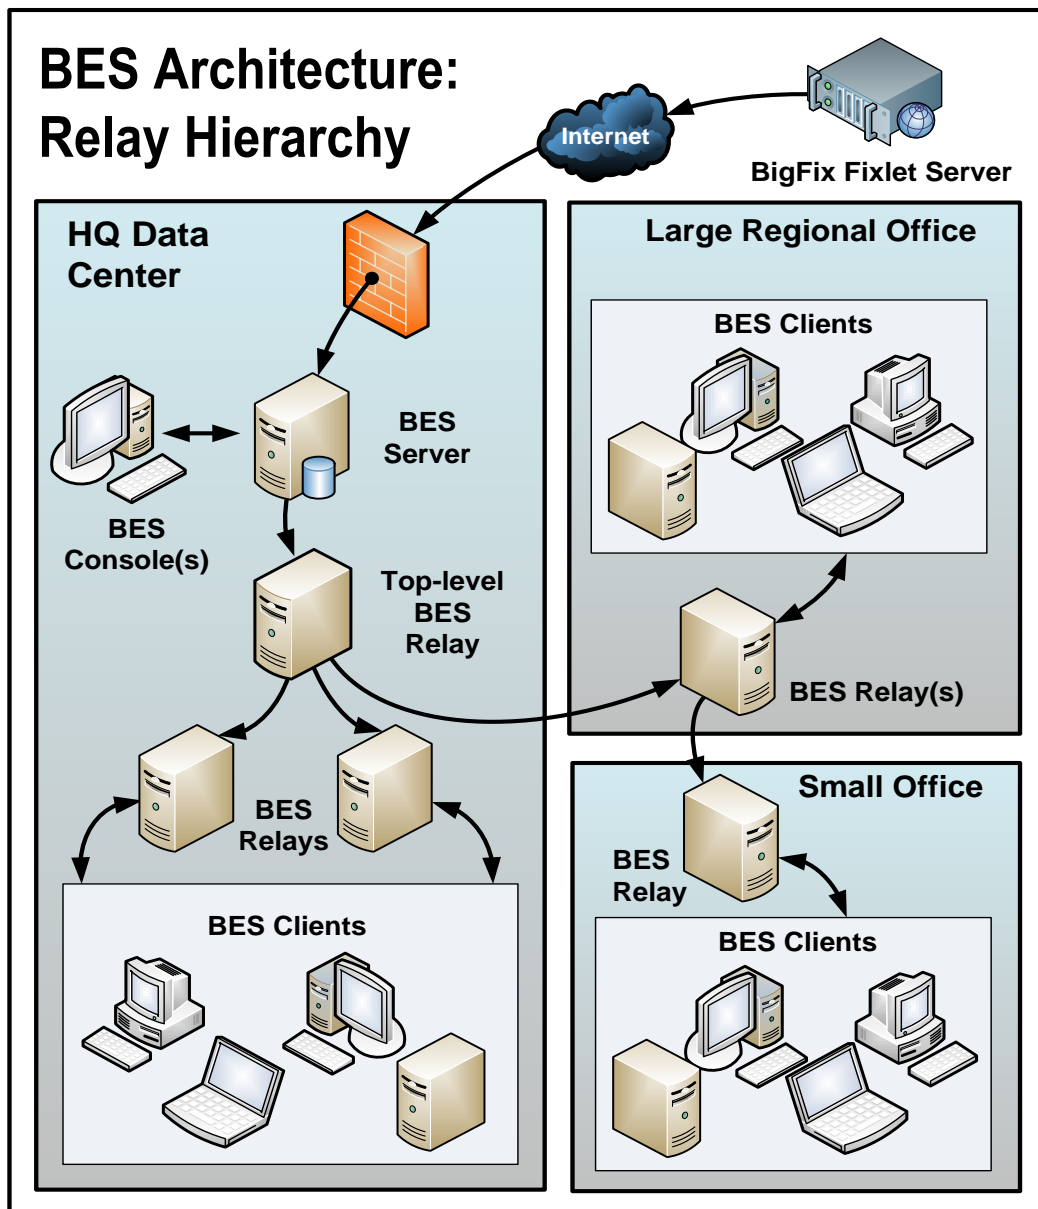 BES Architecture:
Relay Hierarchy
Internet
BigFix Fixlet Server
HQ Data
Center
BES
Server
BES
Console(s)
Top-level
BES
Relay
BES
Relays
BES Clients
Large Regional Office
BES Clients
BES Relay(s)
Small Office
BES
Relay
BES Clients